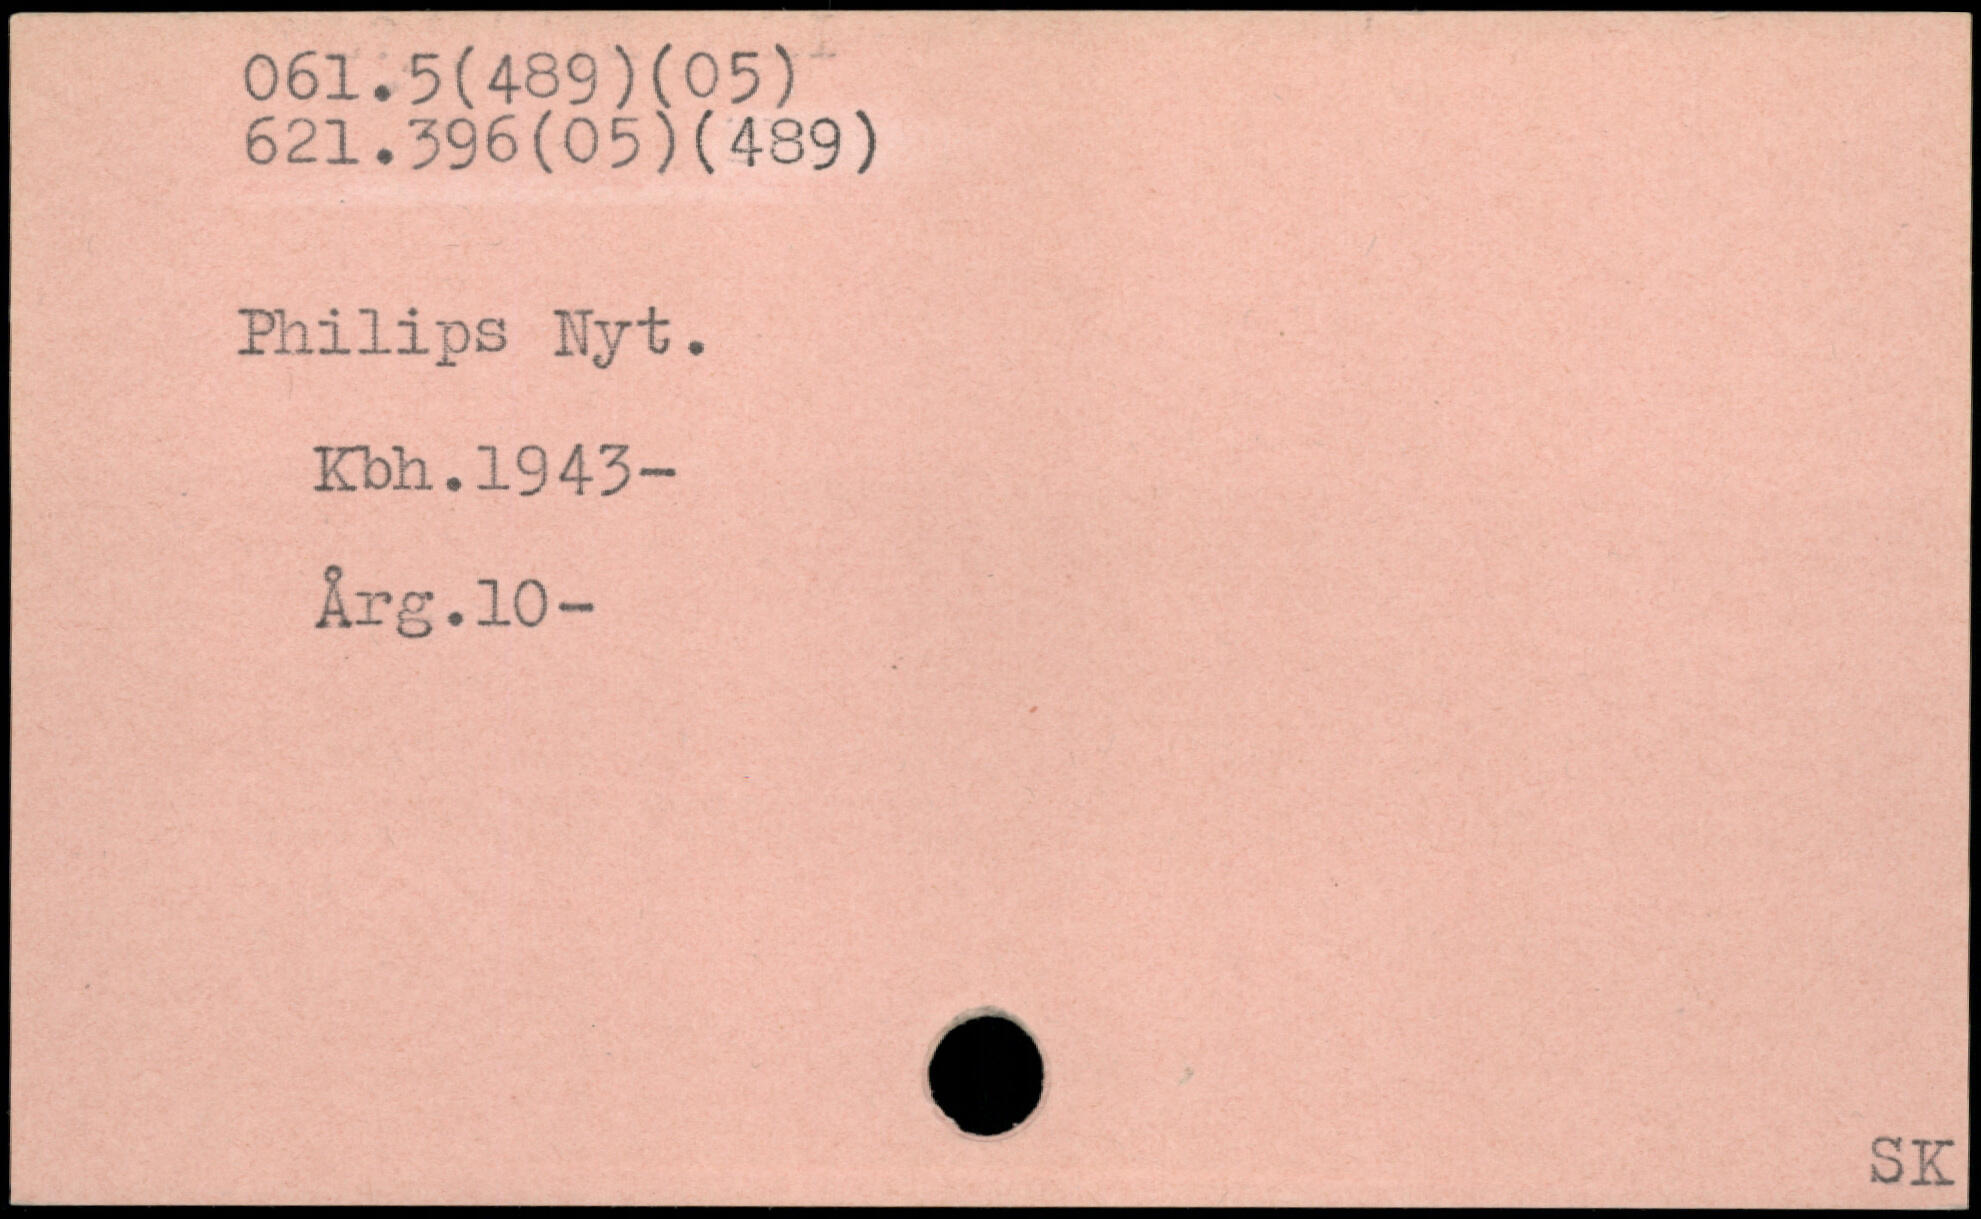 061.5(489)(05)
621.396(05)(489)
Philips Nyt.
Kbh.1943-
Årg.10-
SK